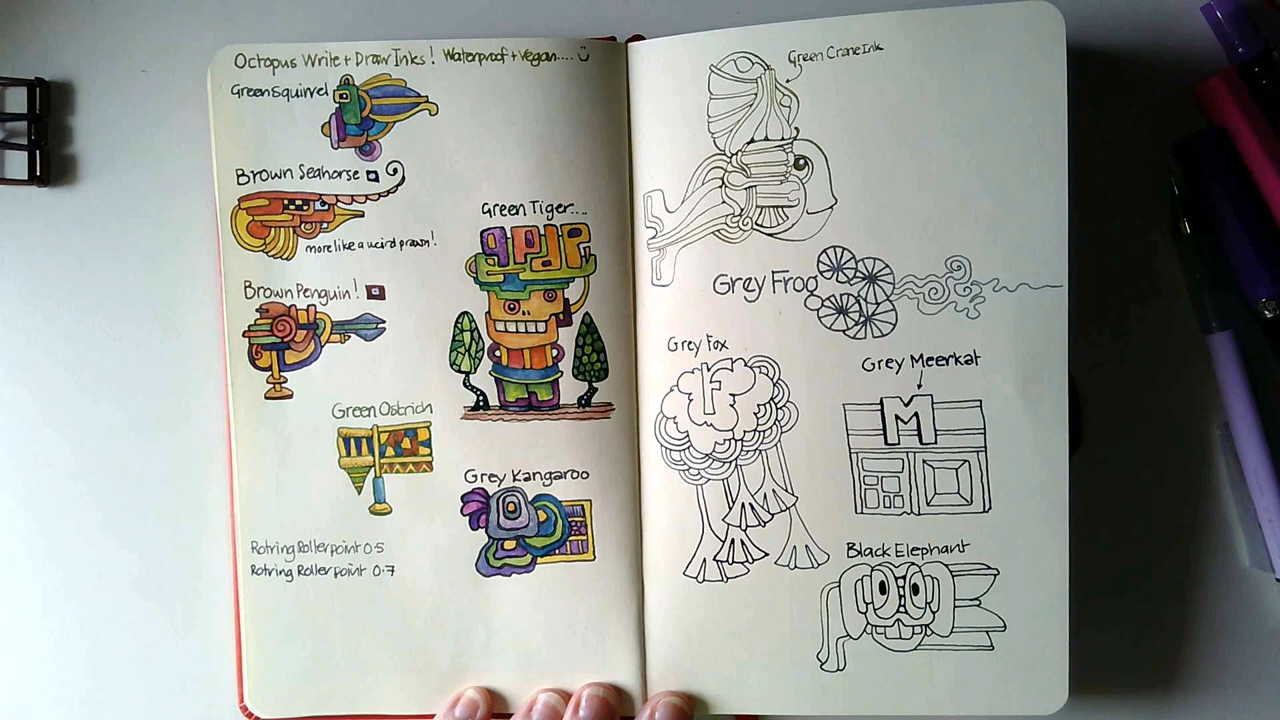 Octopus Write + Draw Inks! Waterproof + Vegan....
Green Squirrel
Brown Seahorse
more like a weird prawn!
Green Tiger...
qpdp
Brown Penguin!
Green Ostrich
Grey Kangaroo
Rotring Rollerpoint 0.5
Rotring Rollerpoint 0.7
Green Crane Ink
Grey Frog
Grey Fox
F
Grey Meerkat
M
Black Elephant